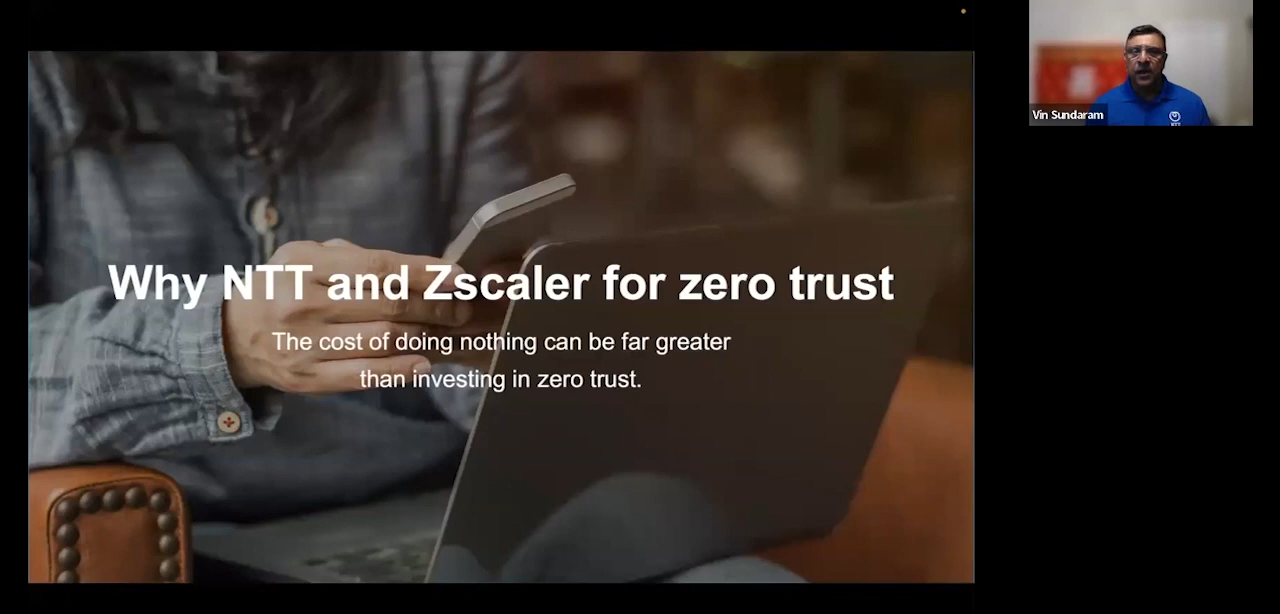 Why NTT and Zscaler for zero trust
The cost of doing nothing can be far greater
than investing in zero trust.
Vin Sundaram
NTT